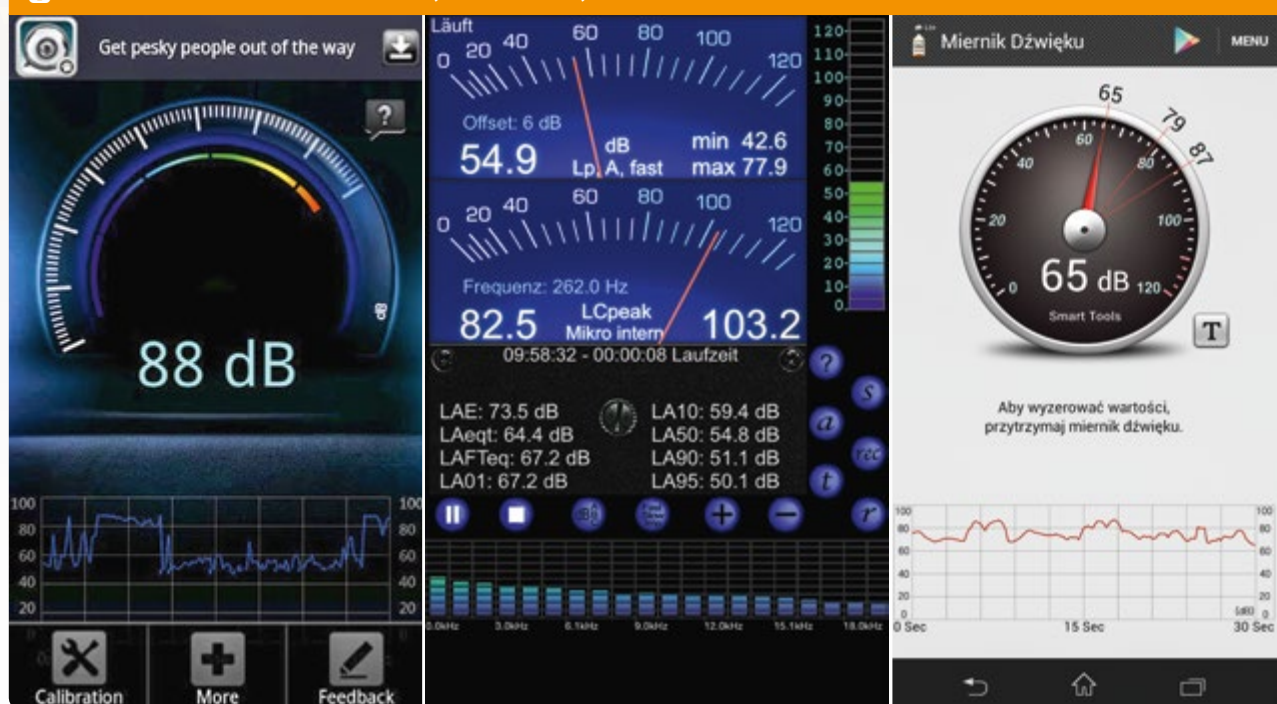 Get pesky people out of the way
?
dB
88 dB
100 100
80 80
60 60
40 40
20 20
Calibration
More
Feedback
Läuft
0 20 40 60 80 100 120
Offset: 6 dB
54.9
dB
Lp, A, fast
min 42.6
max 77.9
0 20 40 60 80 100 120
Frequenz: 262.0 Hz
82.5
LCpeak
Mikro intern
103.2
120
110
100
90
80
70
60
50
40
30
20
10
0
09:58:32 - 00:00:08 Laufzeit
LAE: 73.5 dB
LAeqt: 64.4 dB
LAFTeq: 67.2 dB
LA01: 67.2 dB
LA10: 59.4 dB
LA50: 54.8 dB
LA90: 51.1 dB
LA95: 50.1 dB
?
s
a
rec
t
r
0.0kHz 3.0kHz 6.1kHz 9.0kHz 12.0kHz 15.1kHz 18.0kHz
Miernik Dźwięku
MENU
65
79
87
0 20 40 60 80 100 120
65 dB
Smart Tools
T
Aby wyzerować wartości,
przytrzymaj miernik dźwięku.
100 100
80 80
60 60
40 40
20 20
0 (dB) 0
0 Sec 15 Sec 30 Sec